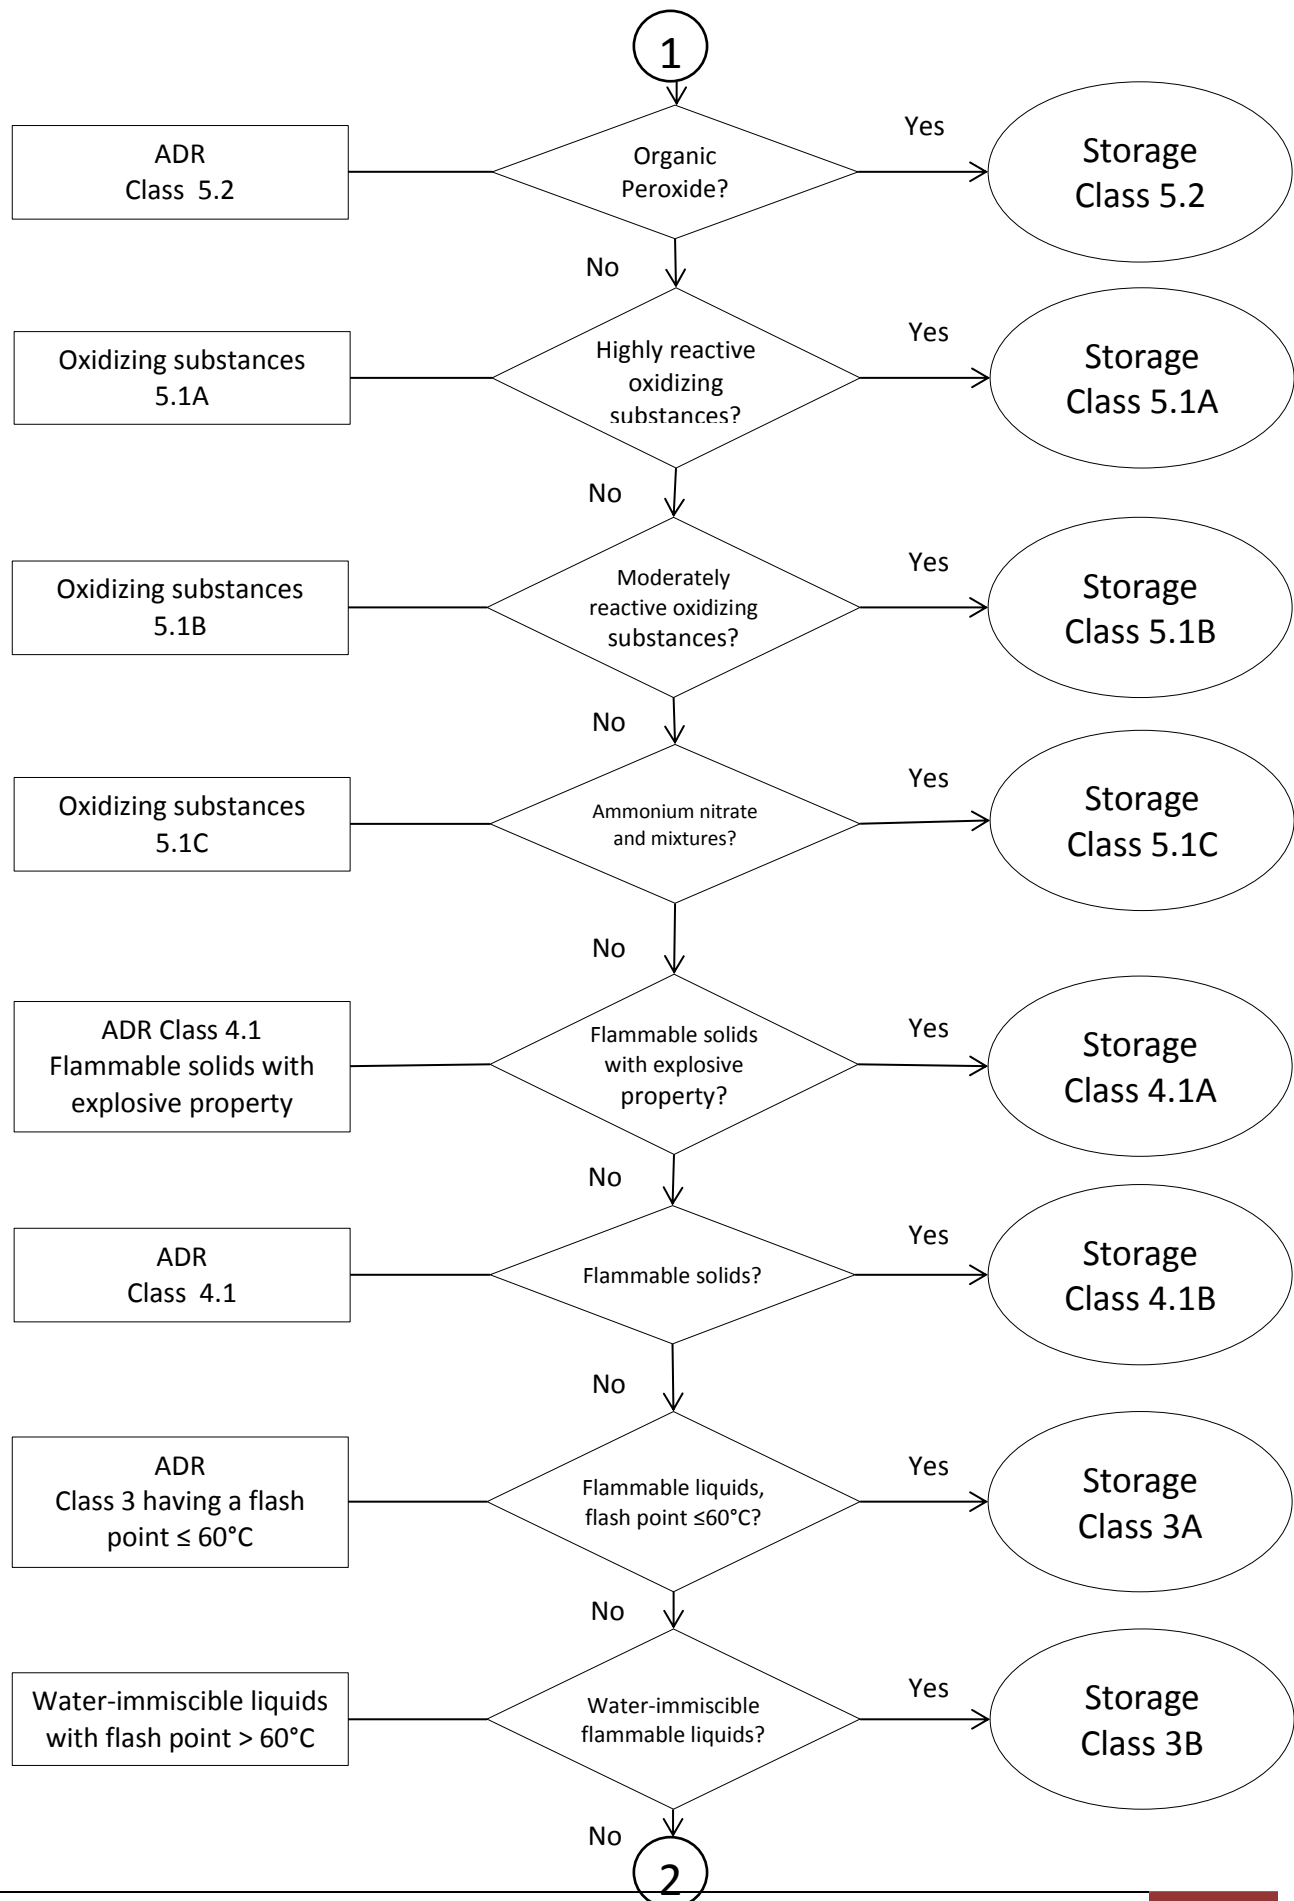 1
ADR
Class 5.2
Organic
Peroxide?
Yes
Storage
Class 5.2
No
Oxidizing substances
5.1A
Highly reactive
oxidizing
substances?
Yes
Storage
Class 5.1A
No
Oxidizing substances
5.1B
Moderately
reactive oxidizing
substances?
Yes
Storage
Class 5.1B
No
Oxidizing substances
5.1C
Ammonium nitrate
and mixtures?
Yes
Storage
Class 5.1C
No
ADR Class 4.1
Flammable solids with
explosive property
Flammable solids
with explosive
property?
Yes
Storage
Class 4.1A
No
ADR
Class 4.1
Flammable solids?
Yes
Storage
Class 4.1B
No
ADR
Class 3 having a flash
point ≤ 60°C
Flammable liquids,
flash point ≤60°C?
Yes
Storage
Class 3A
No
Water-immiscible liquids
with flash point > 60°C
Water-immiscible
flammable liquids?
Yes
Storage
Class 3B
No
2